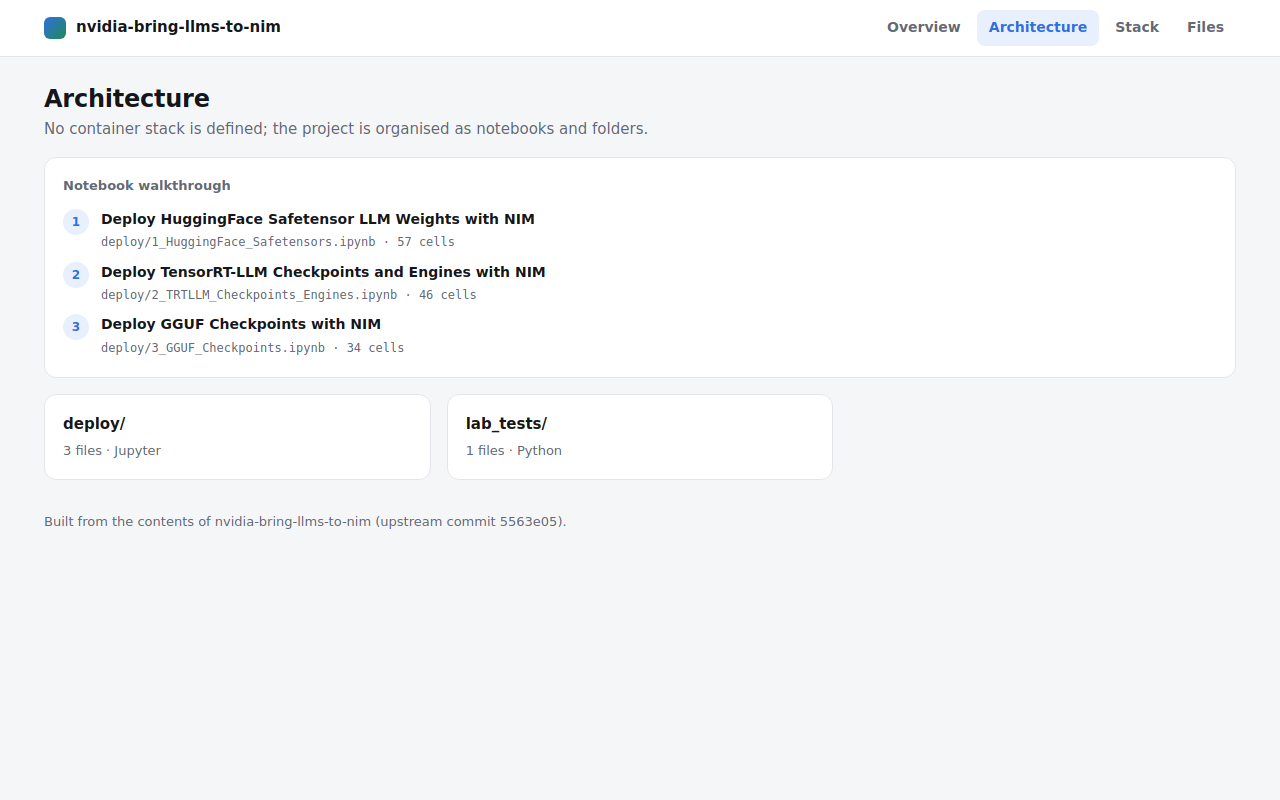 nvidia-bring-llms-to-nim
Overview
Architecture
Stack
Files
Architecture
No container stack is defined; the project is organised as notebooks and folders.
Notebook walkthrough
1
Deploy HuggingFace Safetensor LLM Weights with NIM
deploy/1_HuggingFace_Safetensors.ipynb · 57 cells
2
Deploy TensorRT-LLM Checkpoints and Engines with NIM
deploy/2_TRTLLM_Checkpoints_Engines.ipynb · 46 cells
3
Deploy GGUF Checkpoints with NIM
deploy/3_GGUF_Checkpoints.ipynb · 34 cells
deploy/
3 files · Jupyter
lab_tests/
1 files · Python
Built from the contents of nvidia-bring-llms-to-nim (upstream commit 5563e05).